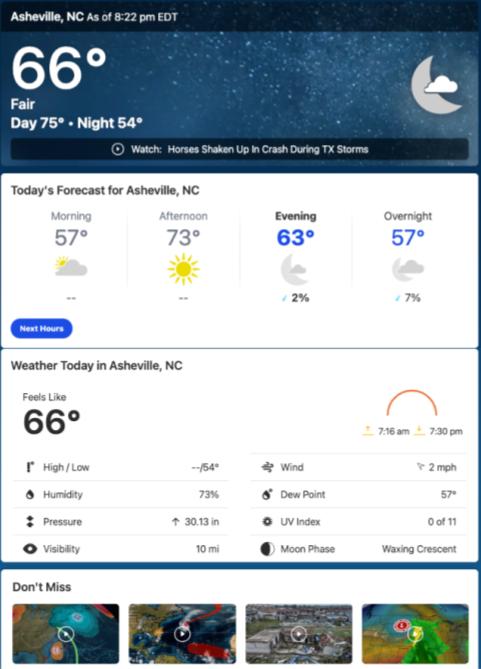 Asheville, NC As of 8:22 pm EDT
66°
Fair
Day 75° • Night 54°
Watch: Horses Shaken Up In Crash During TX Storms
Today's Forecast for Asheville, NC
Morning Afternoon Evening Overnight
57° 73° 63° 57°
-- -- 2% 7%
Next Hours
Weather Today in Asheville, NC
Feels Like
66°
7:16 am 7:30 pm
High / Low --/54° Wind 2 mph
Humidity 73% Dew Point 57°
Pressure ↑ 30.13 in UV Index 0 of 11
Visibility 10 mi Moon Phase Waxing Crescent
Don't Miss